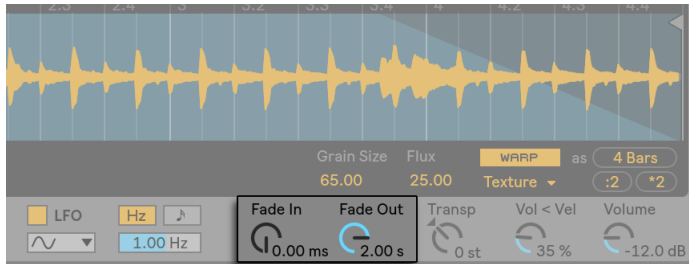 2.3 2.4 3 3.2 3.3 3.4 4 4.2 4.3 4.4
Grain Size Flux WARP as 4 Bars
65.00 25.00 Texture :2 *2
LFO Hz Fade In Fade Out Transp Vol < Vel Volume
1.00 Hz 0.00 ms 2.00 s 0 st 35 % -12.0 dB